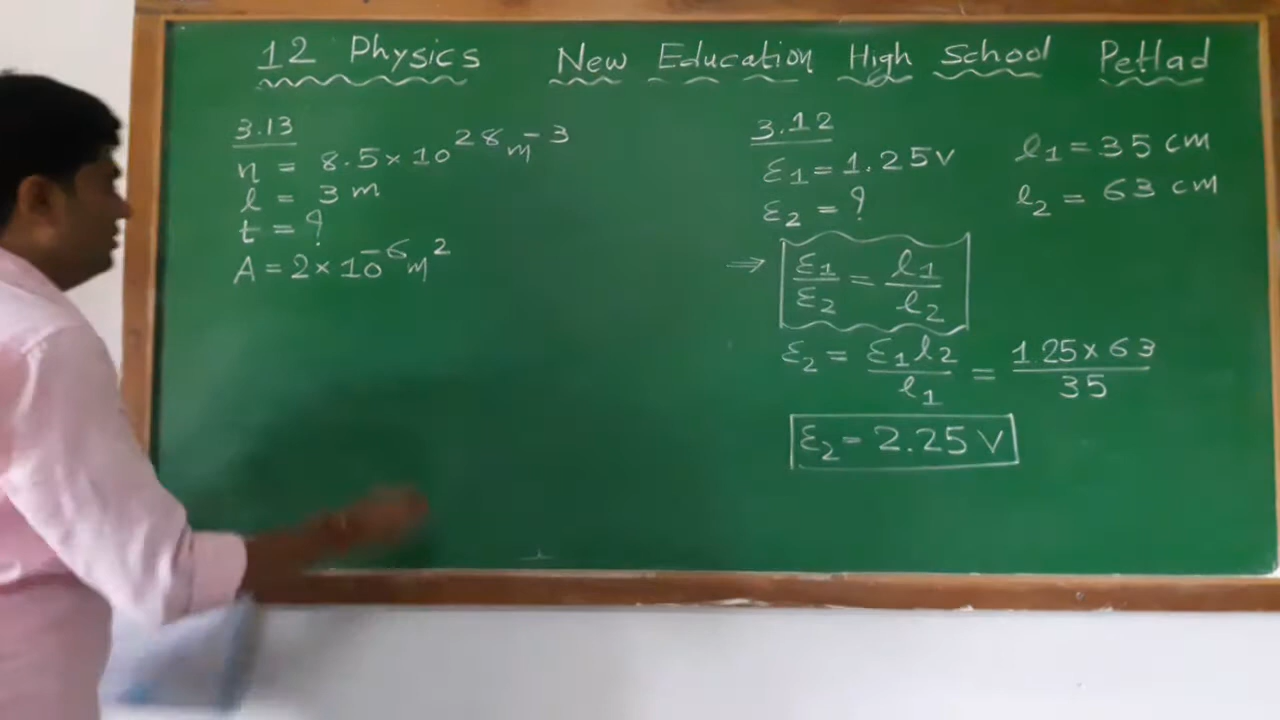 12 Physics New Education High School Petlad
3.13
n = 8.5 × 10^28 m^-3
l = 3 m
t = ?
A = 2 × 10^-6 m^2
3.12
ε1 = 1.25 V
ε2 = ?
l1 = 35 cm
l2 = 63 cm
⇒ ε1/ε2 = l1/l2
ε2 = ε1 l2 / l1 = 1.25 × 63 / 35
ε2 = 2.25 V